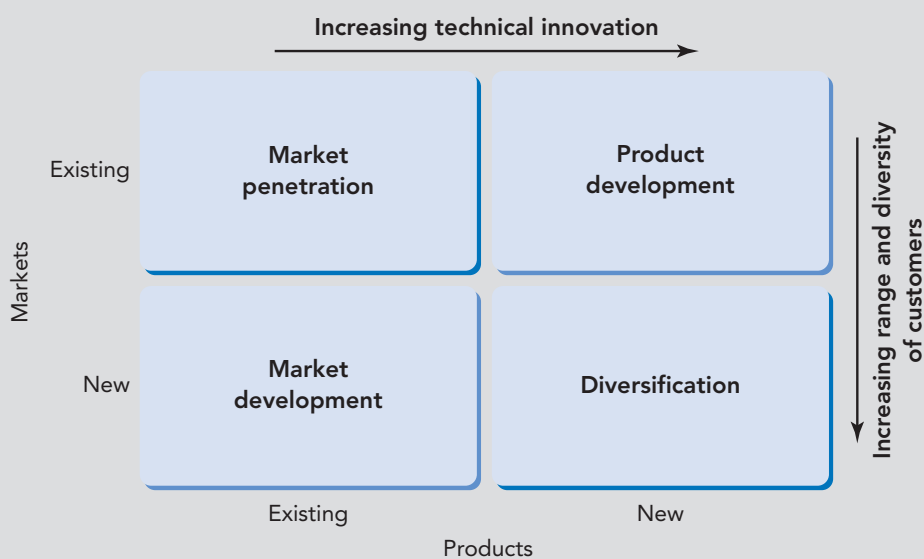 Increasing technical innovation
Existing
Market
penetration
Product
development
Markets
New
Market
development
Diversification
Increasing range and diversity
of customers
Existing
New
Products